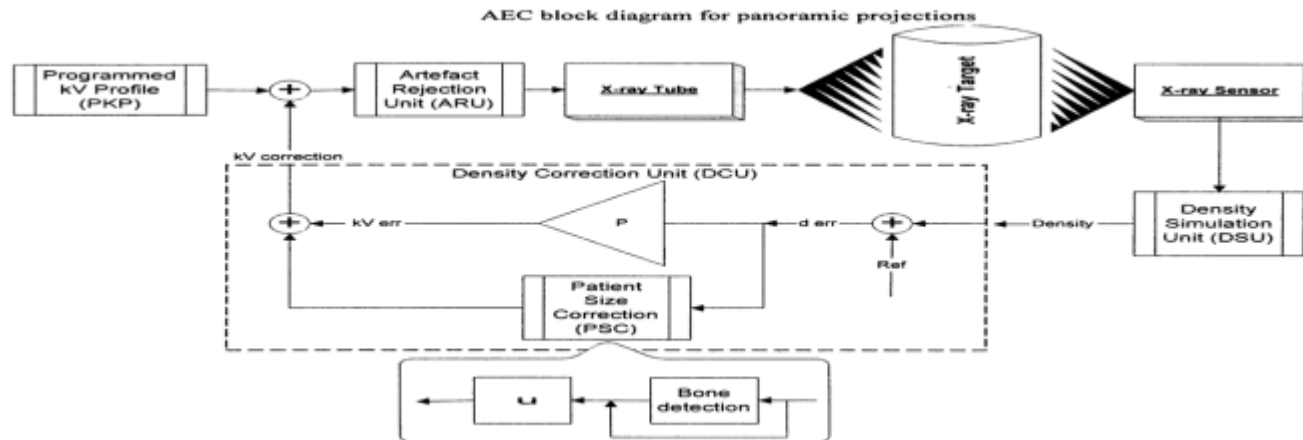 AEC block diagram for panoramic projections
Programmed
kV Profile
(PKP)
+
Artefact
Rejection
Unit (ARU)
X-ray Tube
X-ray Target
X-ray Sensor
kV correction
Density Correction Unit (DCU)
+
kV err
P
d err
+
Density
Density
Simulation
Unit (DSU)
Ref
Patient
Size
Correction
(PSC)
Bone
detection